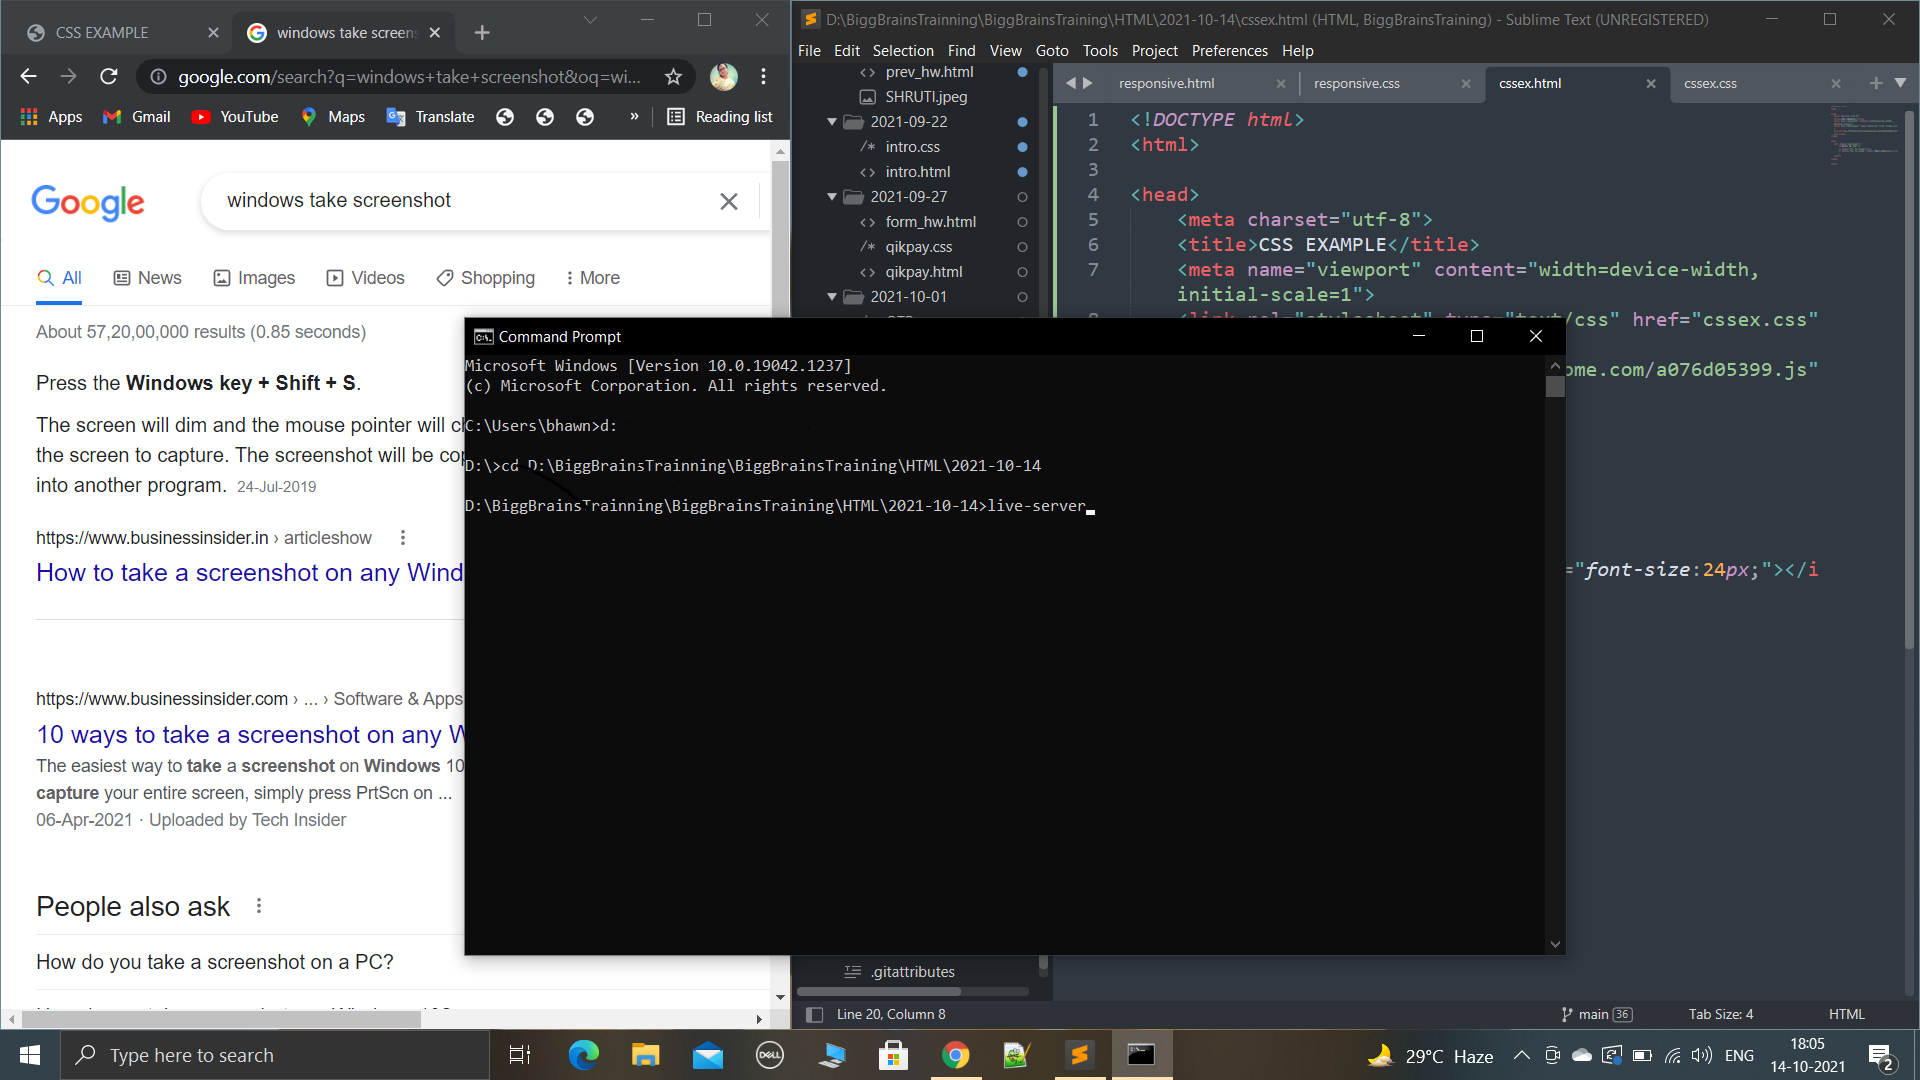 CSS EXAMPLE
windows take screens
google.com/search?q=windows+take+screenshot&oq=wi...
Apps
Gmail
YouTube
Maps
Translate
»
Reading list
Google
windows take screenshot
All
News
Images
Videos
Shopping
More
About 57,20,00,000 results (0.85 seconds)
Press the Windows key + Shift + S.
The screen will dim and the mouse pointer will
the screen to capture. The screenshot will be
into another program. 24-Jul-2019
https://www.businessinsider.in › articleshow
How to take a screenshot on any Wind
https://www.businessinsider.com › ... › Software & Apps
10 ways to take a screenshot on any
The easiest way to take a screenshot on Windows 10
capture your entire screen, simply press PrtScn on ...
06-Apr-2021 · Uploaded by Tech Insider
People also ask
How do you take a screenshot on a PC?
D:\BiggBrainsTrainning\BiggBrainsTraining\HTML\2021-10-14\cssex.html (HTML, BiggBrainsTraining) - Sublime Text (UNREGISTERED)
File Edit Selection Find View Goto Tools Project Preferences Help
prev_hw.html
SHRUTI.jpeg
2021-09-22
/* intro.css
<> intro.html
2021-09-27
<> form_hw.html
/* qikpay.css
<> qikpay.html
2021-10-01
.gitattributes
responsive.html
responsive.css
cssex.html
cssex.css
1 <!DOCTYPE html>
2 <html>
3
4 <head>
5 <meta charset="utf-8">
6 <title>CSS EXAMPLE</title>
7 <meta name="viewport" content="width=device-width,
initial-scale=1">
8 <link rel="stylesheet" type="text/css" href="cssex.css"
ome.com/a076d05399.js"
="font-size:24px;"></i
Command Prompt
Microsoft Windows [Version 10.0.19042.1237]
(c) Microsoft Corporation. All rights reserved.
C:\Users\bhawn>d:
D:\>cd D:\BiggBrainsTrainning\BiggBrainsTraining\HTML\2021-10-14
D:\BiggBrainsTrainning\BiggBrainsTraining\HTML\2021-10-14>live-server
Line 20, Column 8
main 36
Tab Size: 4
HTML
Type here to search
DELL
29°C Haze
ENG
18:05
14-10-2021
2